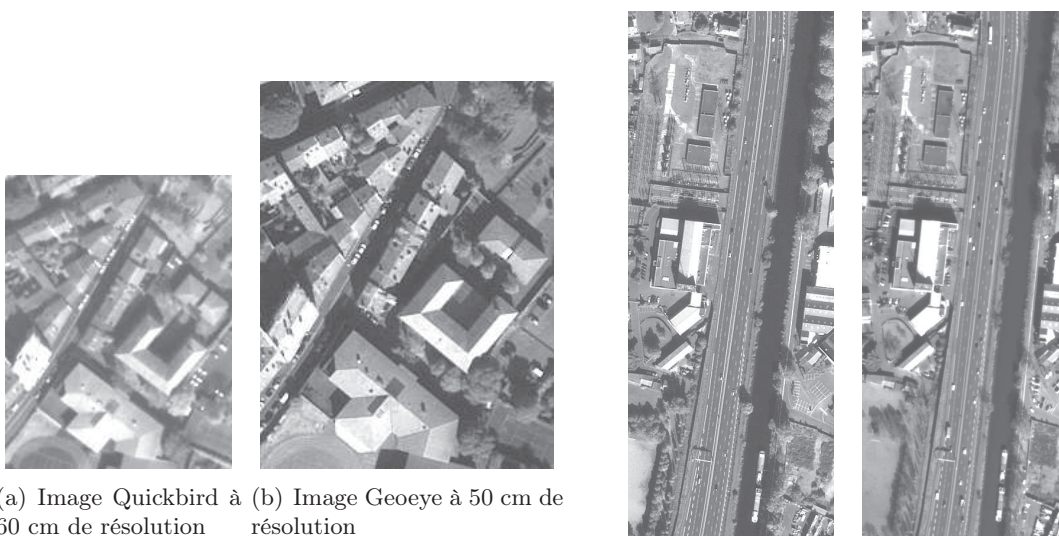 (a) Image Quickbird à
60 cm de résolution
(b) Image Geoeye à 50 cm de
résolution